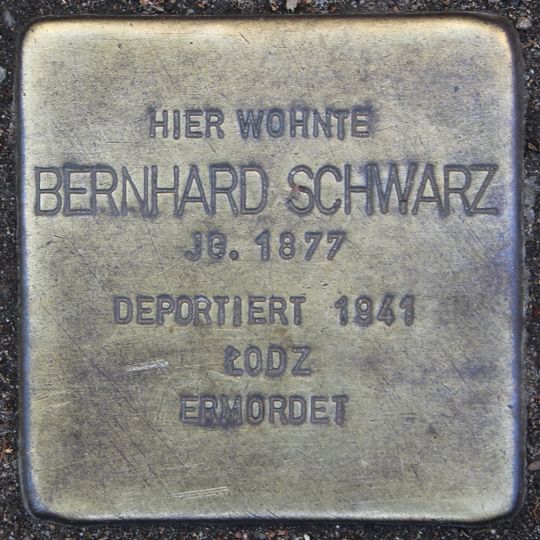 HIER WOHNTE
BERNHARD SCHWARZ
JG. 1877
DEPORTIERT 1941
ŁODZ
ERMORDET